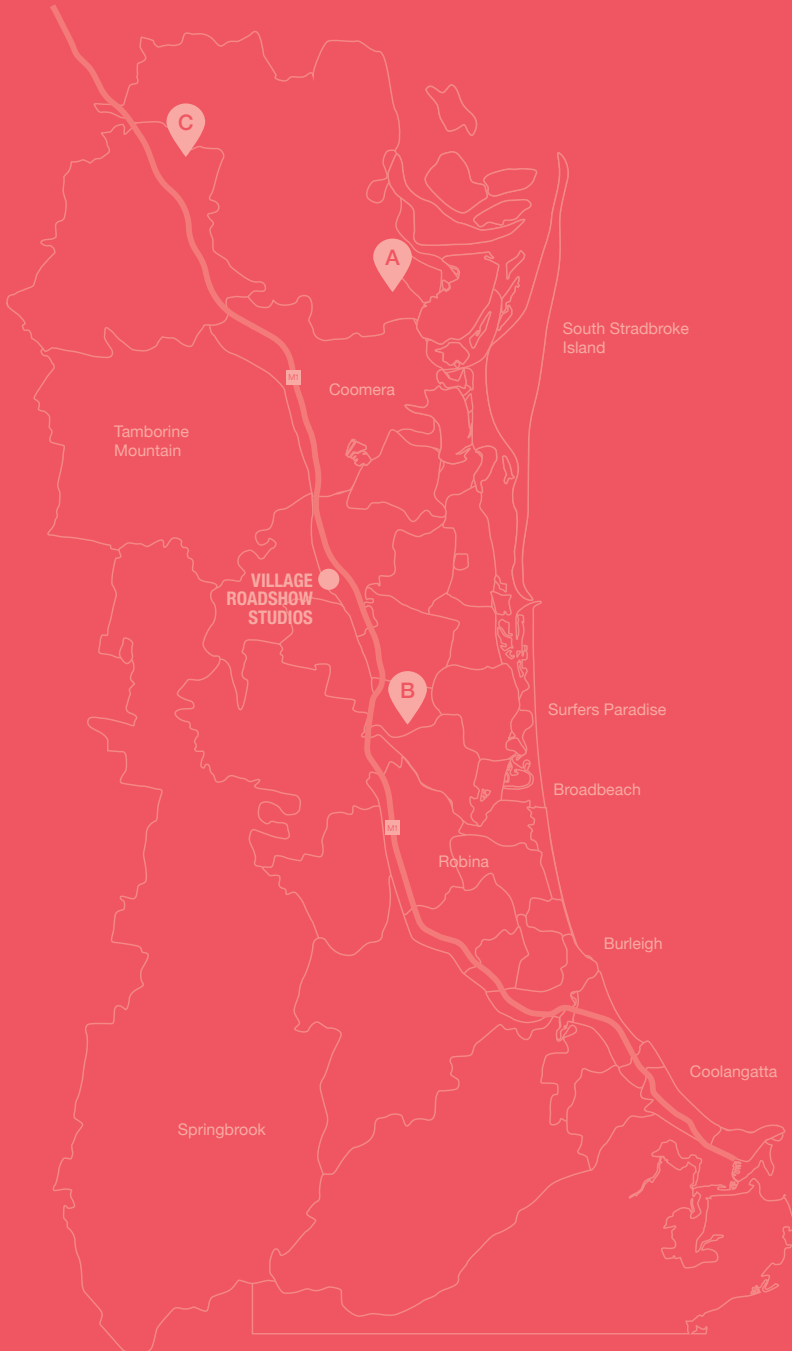 C
A
South Stradbroke
Island
M1
Coomera
Tamborine
Mountain
VILLAGE
ROADSHOW
STUDIOS
B
Surfers Paradise
Broadbeach
M1
Robina
Burleigh
Coolangatta
Springbrook